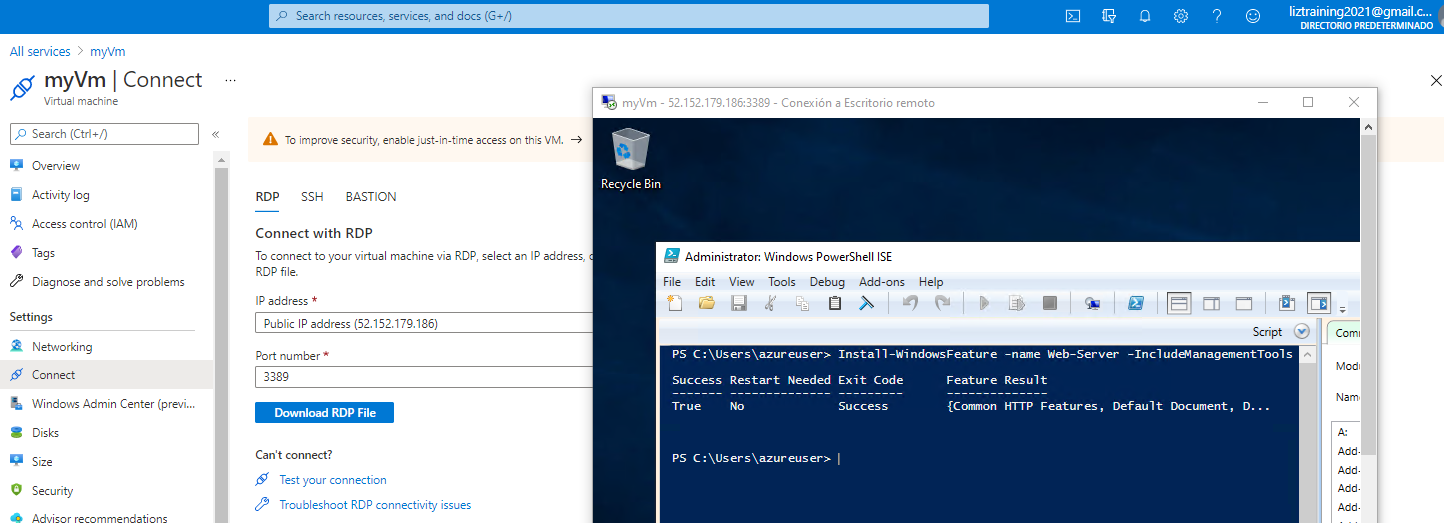 Search resources, services, and docs (G+/)
liztraining2021@gmail.c...
DIRECTORIO PREDETERMINADO
All services > myVm
myVm | Connect ...
Virtual machine
Search (Ctrl+/)
«
Overview
Activity log
Access control (IAM)
Tags
Diagnose and solve problems
Settings
Networking
Connect
Windows Admin Center (previ...
Disks
Size
Security
Advisor recommendations
To improve security, enable just-in-time access on this VM. →
RDP SSH BASTION
Connect with RDP
To connect to your virtual machine via RDP, select an IP address,
RDP file.
IP address *
Public IP address (52.152.179.186)
Port number *
3389
Download RDP File
Can't connect?
Test your connection
Troubleshoot RDP connectivity issues
myVm - 52.152.179.186:3389 - Conexión a Escritorio remoto
Recycle Bin
Administrator: Windows PowerShell ISE
File Edit View Tools Debug Add-ons Help
Script
PS C:\Users\azureuser> Install-WindowsFeature -name Web-Server -IncludeManagementTools
Success Restart Needed Exit Code Feature Result
------- -------------- --------- --------------
True No Success {Common HTTP Features, Default Document, D...
PS C:\Users\azureuser>
Com
Modu
Name
A:
Add-
Add-
Add-
Add-